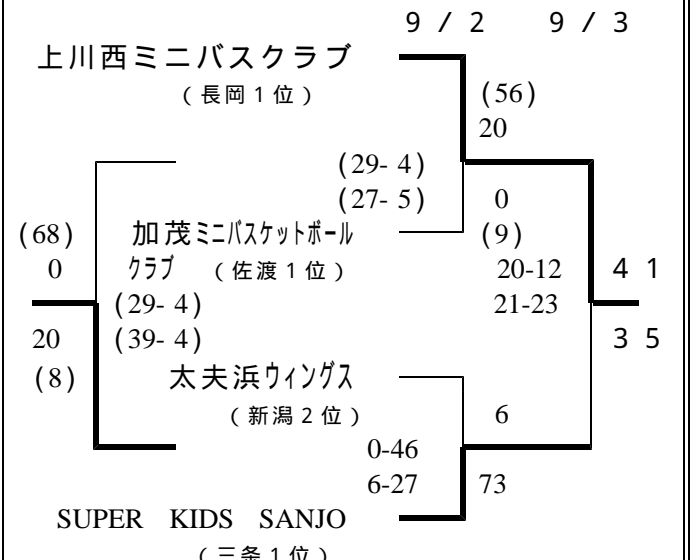 9 / 2 9 / 3
上川西ミニバスクラブ
(長岡1位)
(56)
20
(29- 4)
(27- 5)
0
(68)
加茂ミニバスケットボール
(9)
0
クラブ (佐渡1位)
20-12
4 1
(29- 4)
21-23
20
(39- 4)
3 5
(8)
太夫浜ウィングス
(新潟2位)
6
0-46
6-27
73
SUPER KIDS SANJO
(三条1位)